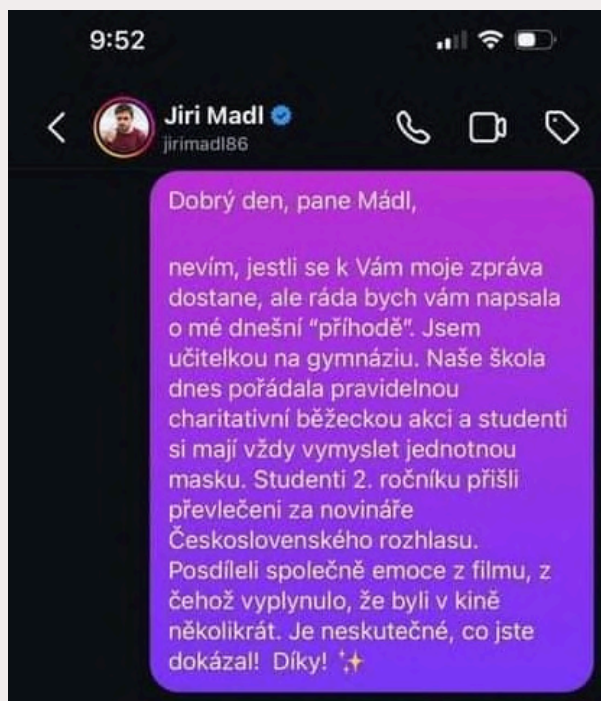 9:52
Jiri Madl
jirimadl86
Dobrý den, pane Mádl,
nevím, jestli se k Vám moje zpráva
dostane, ale ráda bych vám napsala
o mé dnešní “příhodě”. Jsem
učitelkou na gymnáziu. Naše škola
dnes pořádala pravidelnou
charitativní běžeckou akci a studenti
si mají vždy vymyslet jednotnou
masku. Studenti 2. ročníku přišli
převlečeni za novináře
Československého rozhlasu.
Posdíleli společně emoce z filmu, z
čehož vyplynulo, že byli v kině
několikrát. Je neskutečné, co jste
dokázal! Díky! ✨